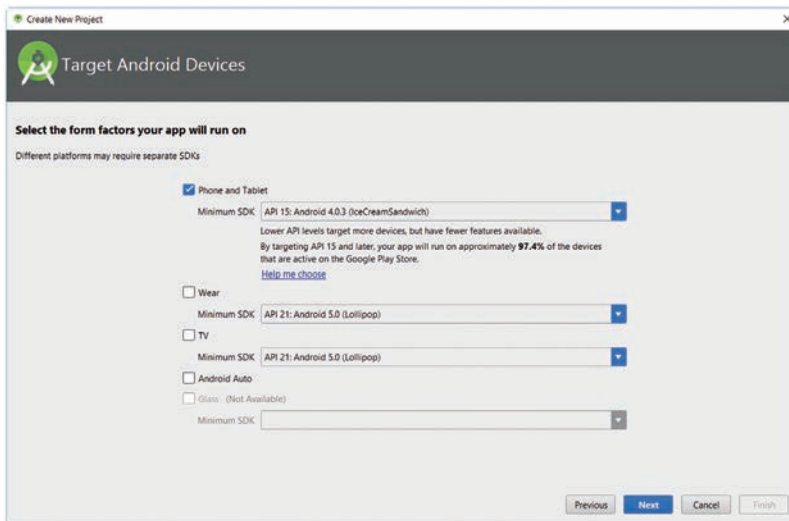 Create New Project
Target Android Devices
Select the form factors your app will run on
Different platforms may require separate SDKs
Phone and Tablet
Minimum SDK API 15: Android 4.0.3 (IceCreamSandwich)
Lower API levels target more devices, but have fewer features available.
By targeting API 15 and later, your app will run on approximately 97.4% of the devices
that are active on the Google Play Store.
Help me choose
Wear
Minimum SDK API 21: Android 5.0 (Lollipop)
TV
Minimum SDK API 21: Android 5.0 (Lollipop)
Android Auto
Glass (Not Available)
Minimum SDK
Previous Next Cancel Finish